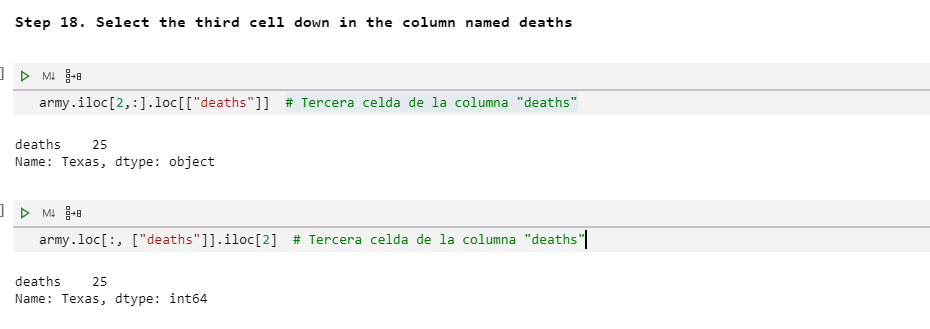 Step 18. Select the third cell down in the column named deaths
] M↓
army.iloc[2,:].loc[["deaths"]]  # Tercera celda de la columna "deaths"
deaths    25
Name: Texas, dtype: object
] M↓
army.loc[:, ["deaths"]].iloc[2]  # Tercera celda de la columna "deaths"
deaths    25
Name: Texas, dtype: int64